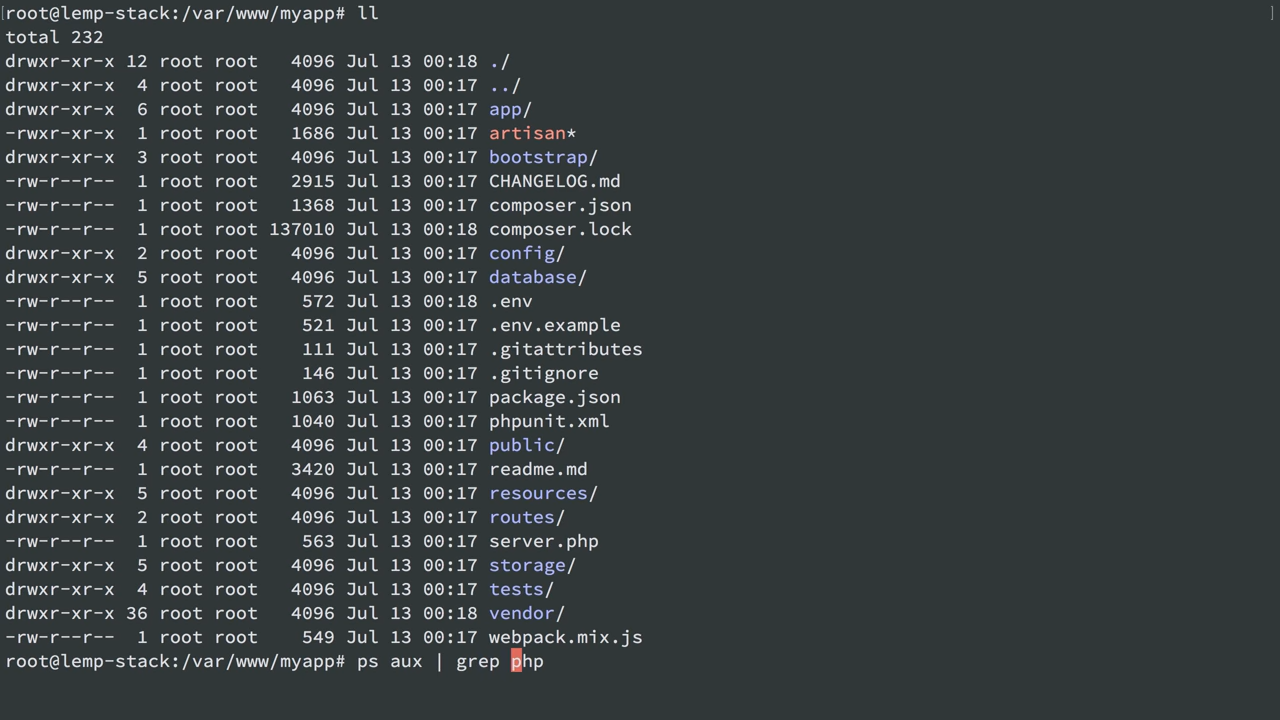 root@lemp-stack:/var/www/myapp# ll
total 232
drwxr-xr-x 12 root root   4096 Jul 13 00:18 ./
drwxr-xr-x  4 root root   4096 Jul 13 00:17 ../
drwxr-xr-x  6 root root   4096 Jul 13 00:17 app/
-rwxr-xr-x  1 root root   1686 Jul 13 00:17 artisan*
drwxr-xr-x  3 root root   4096 Jul 13 00:17 bootstrap/
-rw-r--r--  1 root root   2915 Jul 13 00:17 CHANGELOG.md
-rw-r--r--  1 root root   1368 Jul 13 00:17 composer.json
-rw-r--r--  1 root root 137010 Jul 13 00:18 composer.lock
drwxr-xr-x  2 root root   4096 Jul 13 00:17 config/
drwxr-xr-x  5 root root   4096 Jul 13 00:17 database/
-rw-r--r--  1 root root    572 Jul 13 00:18 .env
-rw-r--r--  1 root root    521 Jul 13 00:17 .env.example
-rw-r--r--  1 root root    111 Jul 13 00:17 .gitattributes
-rw-r--r--  1 root root    146 Jul 13 00:17 .gitignore
-rw-r--r--  1 root root   1063 Jul 13 00:17 package.json
-rw-r--r--  1 root root   1040 Jul 13 00:17 phpunit.xml
drwxr-xr-x  4 root root   4096 Jul 13 00:17 public/
-rw-r--r--  1 root root   3420 Jul 13 00:17 readme.md
drwxr-xr-x  5 root root   4096 Jul 13 00:17 resources/
drwxr-xr-x  2 root root   4096 Jul 13 00:17 routes/
-rw-r--r--  1 root root    563 Jul 13 00:17 server.php
drwxr-xr-x  5 root root   4096 Jul 13 00:17 storage/
drwxr-xr-x  4 root root   4096 Jul 13 00:17 tests/
drwxr-xr-x 36 root root   4096 Jul 13 00:18 vendor/
-rw-r--r--  1 root root    549 Jul 13 00:17 webpack.mix.js
root@lemp-stack:/var/www/myapp# ps aux | grep php